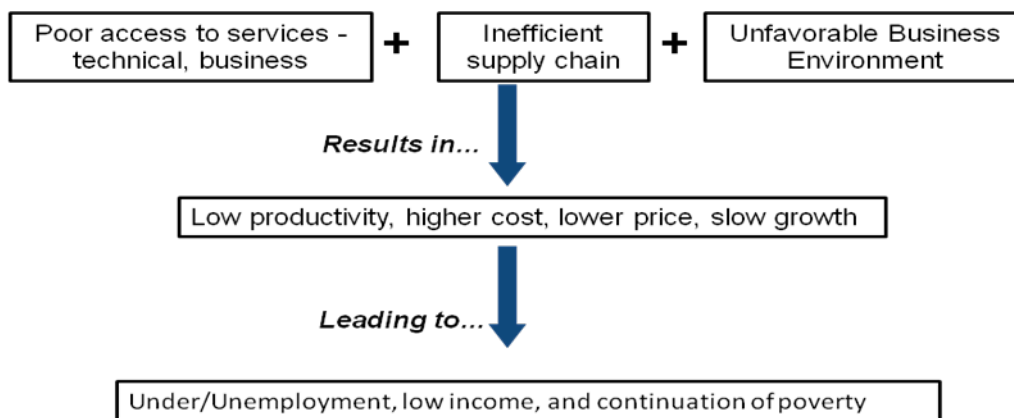 Poor access to services -
technical, business
+
Inefficient
supply chain
+
Unfavorable Business
Environment
Results in...
Low productivity, higher cost, lower price, slow growth
Leading to...
Under/Unemployment, low income, and continuation of poverty